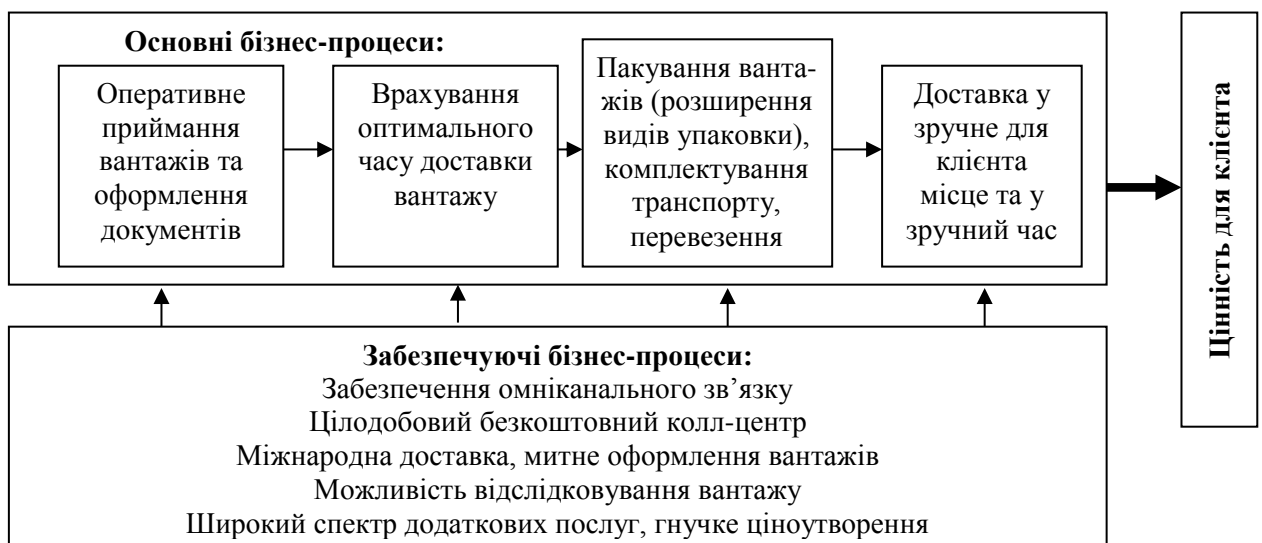 Основні бізнес-процеси:
Оперативне
приймання
вантажів та
оформлення
документів
Врахування
оптимального
часу доставки
вантажу
Пакування ванта-
жів (розширення
видів упаковки),
комплектування
транспорту,
перевезення
Доставка у
зручне для
клієнта
місце та у
зручний час
Цінність для клієнта
Забезпечуючі бізнес-процеси:
Забезпечення омніканального зв’язку
Цілодобовий безкоштовний колл-центр
Міжнародна доставка, митне оформлення вантажів
Можливість відслідковування вантажу
Широкий спектр додаткових послуг, гнучке ціноутворення